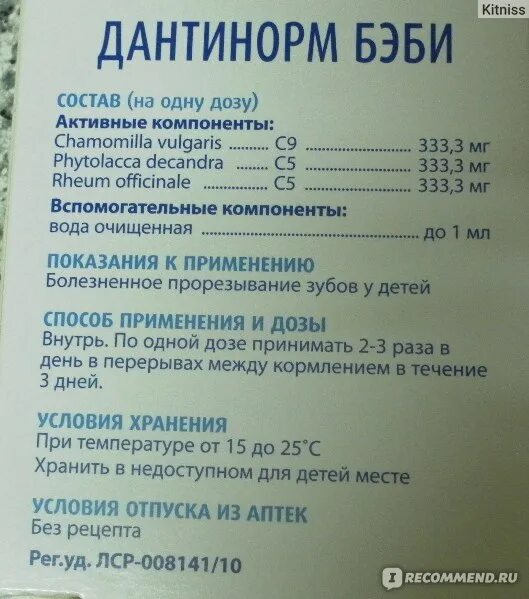 Kitniss
ДАНТИНОРМ БЭБИ
СОСТАВ (на одну дозу)
Активные компоненты:
Chamomilla vulgaris ......... C9 ................ 333,3 мг
Phytolacca decandra ........ C5 ................ 333,3 мг
Rheum officinale ............... C5 ................ 333,3 мг
Вспомогательные компоненты:
вода очищенная ........................................ до 1 мл
ПОКАЗАНИЯ К ПРИМЕНЕНИЮ
Болезненное прорезывание зубов у детей
СПОСОБ ПРИМЕНЕНИЯ И ДОЗЫ
Внутрь. По одной дозе принимать 2-3 раза в
день в перерывах между кормлением в течение
3 дней.
УСЛОВИЯ ХРАНЕНИЯ
При температуре от 15 до 25°C
Хранить в недоступном для детей месте
УСЛОВИЯ ОТПУСКА ИЗ АПТЕК
Без рецепта
Рег.уд. ЛСР-008141/10
I RECOMMEND.RU